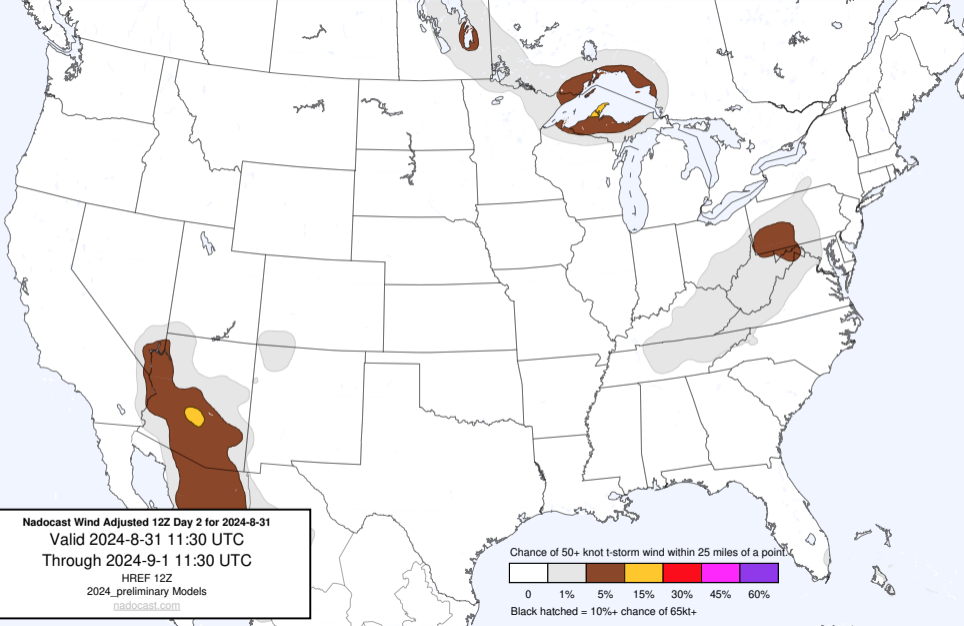 Nadocast Wind Adjusted 12Z Day 2 for 2024-8-31
Valid 2024-8-31 11:30 UTC
Through 2024-9-1 11:30 UTC
HREF 12Z
2024_preliminary Models
nadocast.com
Chance of 50+ knot t-storm wind within 25 miles of a point.
0 1% 5% 15% 30% 45% 60%
Black hatched = 10%+ chance of 65kt+